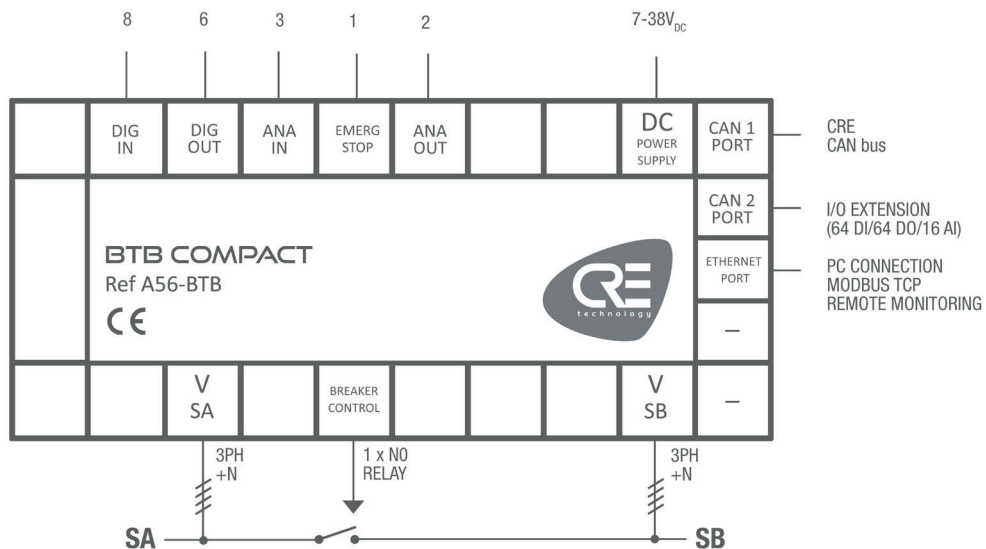 8 6 3 1 2 7-38VDC
DIG IN
DIG OUT
ANA IN
EMERG STOP
ANA OUT
DC
POWER
SUPPLY
CAN 1
PORT
CRE
CAN bus
CAN 2
PORT
I/O EXTENSION
(64 DI/64 DO/16 AI)
BTB COMPACT
Ref A56-BTB
CE
CRE
technology
ETHERNET
PORT
PC CONNECTION
MODBUS TCP
REMOTE MONITORING
–
V
SA
BREAKER
CONTROL
V
SB
–
3PH
+N
1 x NO
RELAY
3PH
+N
SA
SB